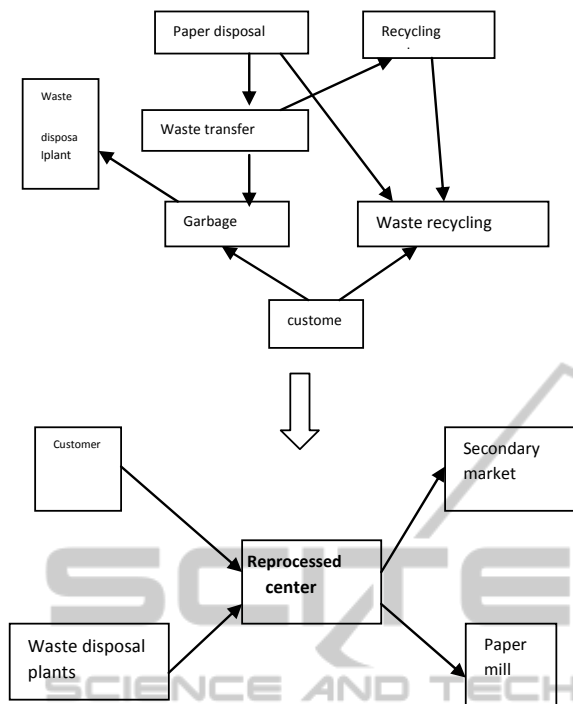 Paper disposal
Recycling
Waste
disposa
lplant
Waste transfer
Garbage
Waste recycling
custome
Customer
Secondary
market
Reprocessed
center
Waste disposal
plants
Paper
mill
SCITE
SCIENCE AND TECH